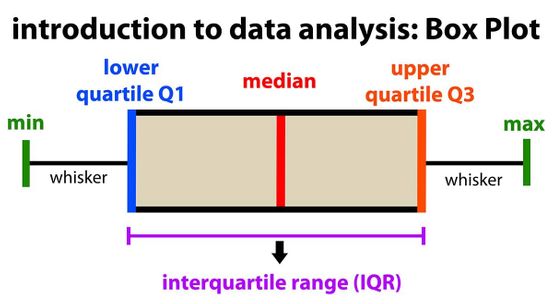 introduction to data analysis: Box Plot
lower
quartile Q1
median
upper
quartile Q3
min
max
whisker
whisker
interquartile range (IQR)